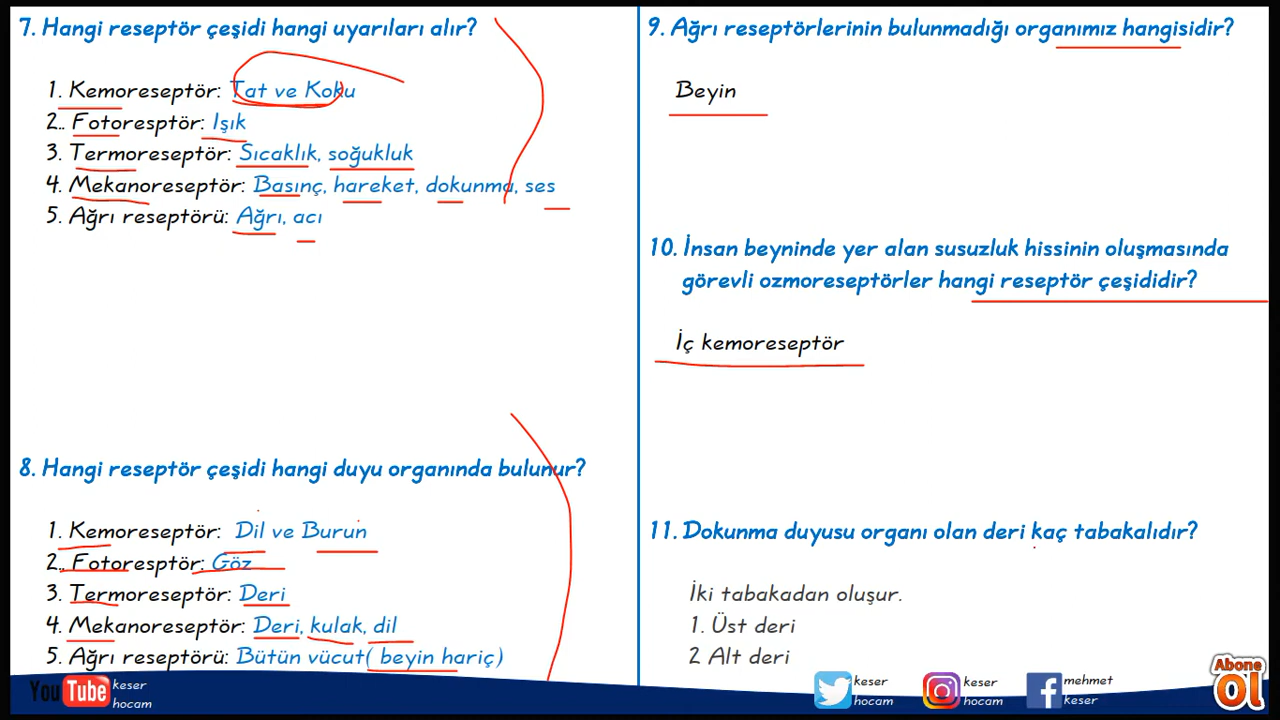 7. Hangi reseptör çeşidi hangi uyarıları alır?
1. Kemoreseptör: Tat ve Koku
2.. Fotoresptör: Işık
3. Termoreseptör: Sıcaklık, soğukluk
4. Mekanoreseptör: Basınç, hareket, dokunma, ses
5. Ağrı reseptörü: Ağrı, acı
8. Hangi reseptör çeşidi hangi duyu organında bulunur?
1. Kemoreseptör: Dil ve Burun
2.. Fotoresptör: Göz
3. Termoreseptör: Deri
4. Mekanoreseptör: Deri, kulak, dil
5. Ağrı reseptörü: Bütün vücut( beyin hariç)
9. Ağrı reseptörlerinin bulunmadığı organımız hangisidir?
Beyin
10. İnsan beyninde yer alan susuzluk hissinin oluşmasında
görevli ozmoreseptörler hangi reseptör çeşididir?
İç kemoreseptör
11. Dokunma duyusu organı olan deri kaç tabakalıdır?
İki tabakadan oluşur.
1. Üst deri
2 Alt deri
YouTube keser
hocam
keser
hocam
keser
hocam
mehmet
keser
Abone
OL